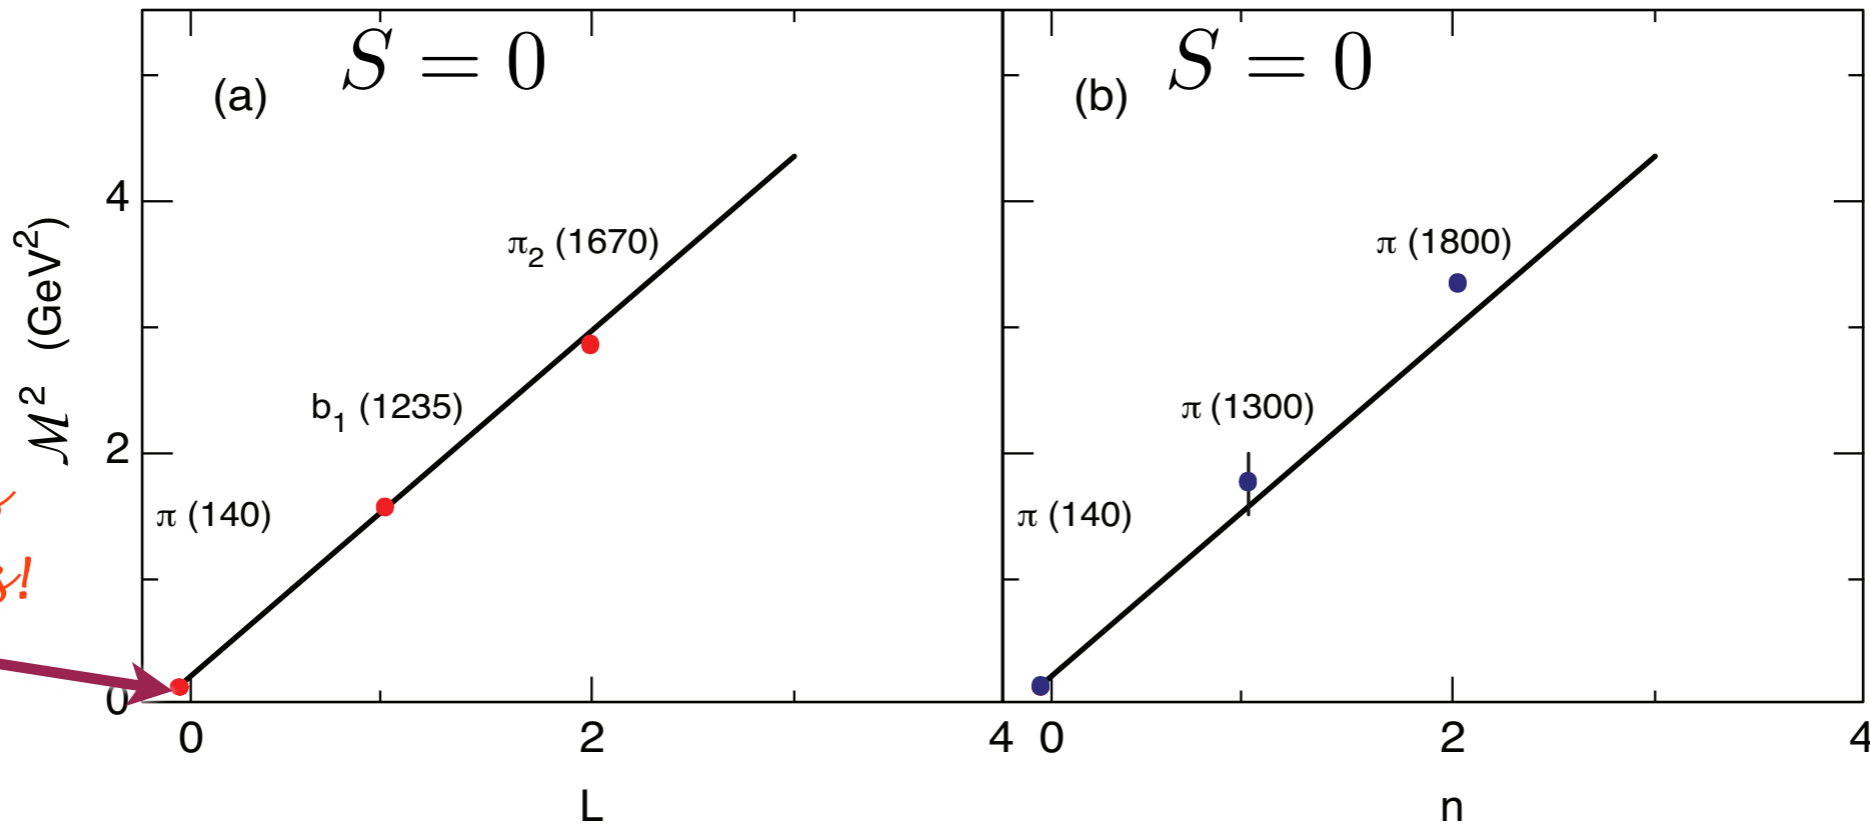 (a) S = 0
(b) S = 0
4
π₂ (1670)
π (1800)
ℳ² (GeV²)
b₁ (1235)
π (1300)
2
π (140)
π (140)
0
0 2 4
0 2 4
L
n